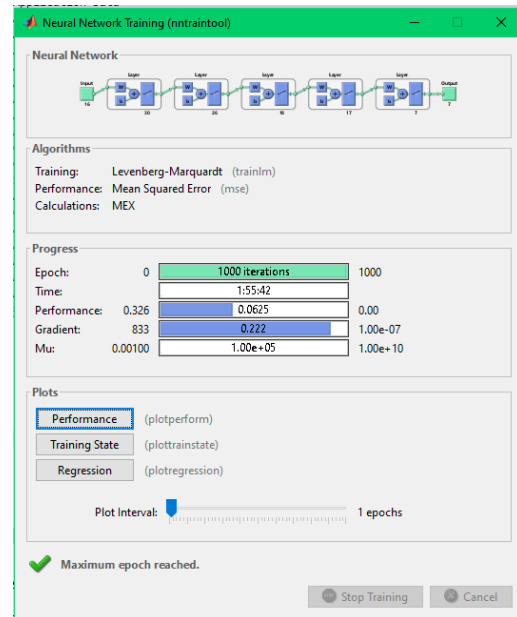 Neural Network Training (nntraintool)
Neural Network
Layer Layer Layer Layer Layer
Input Output
W W W W W
b b b b b
16 30 26 18 17 7 7
Algorithms
Training: Levenberg-Marquardt (trainlm)
Performance: Mean Squared Error (mse)
Calculations: MEX
Progress
Epoch: 0 1000 iterations 1000
Time: 1:55:42
Performance: 0.326 0.0625 0.00
Gradient: 833 0.222 1.00e-07
Mu: 0.00100 1.00e+05 1.00e+10
Plots
Performance (plotperform)
Training State (plottrainstate)
Regression (plotregression)
Plot Interval: 1 epochs
Maximum epoch reached.
Stop Training Cancel